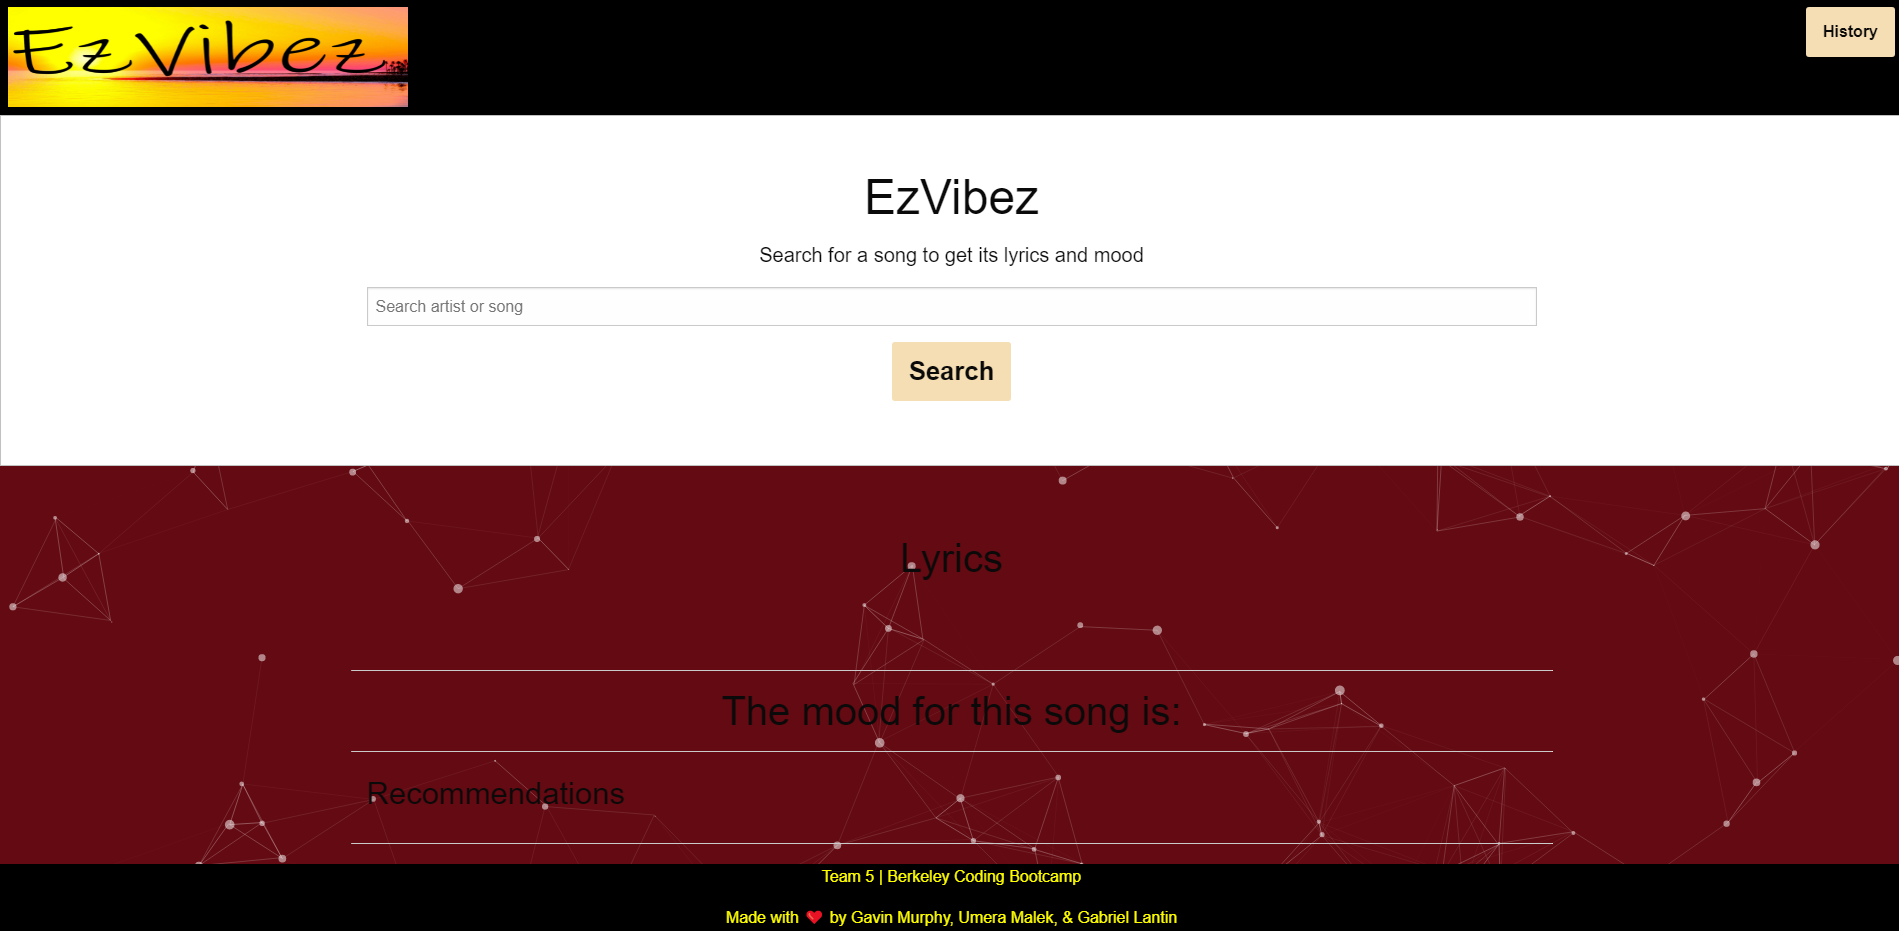 EzVibez
History
EzVibez
Search for a song to get its lyrics and mood
Search artist or song
Search
Lyrics
The mood for this song is:
Recommendations
Team 5 | Berkeley Coding Bootcamp
Made with ❤ by Gavin Murphy, Umera Malek, & Gabriel Lantin